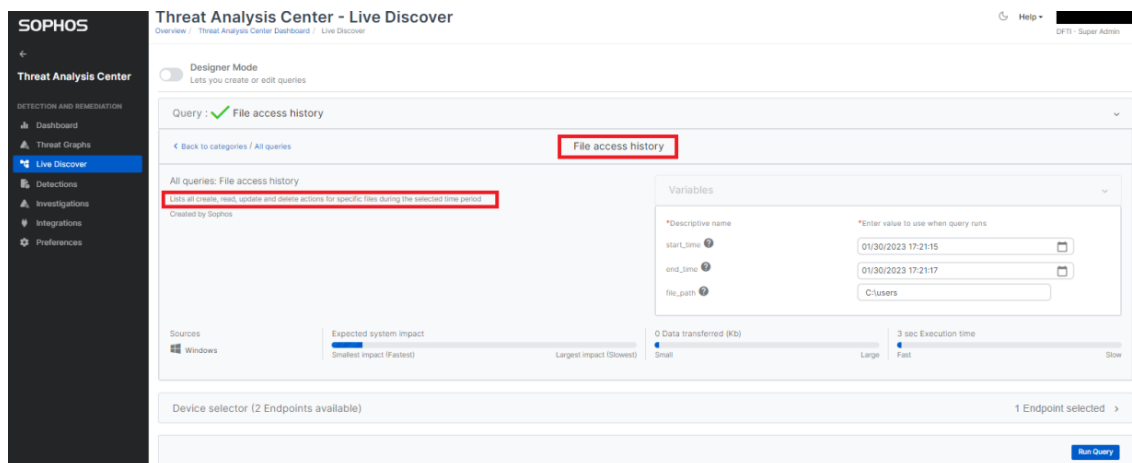 SOPHOS
Threat Analysis Center
DETECTION AND REMEDIATION
Dashboard
Threat Graphs
Live Discover
Detections
Investigations
Integrations
Preferences
Threat Analysis Center - Live Discover
Overview / Threat Analysis Center Dashboard / Live Discover
Help
DFTI - Super Admin
Designer Mode
Lets you create or edit queries
Query : File access history
< Back to categories / All queries
File access history
All queries: File access history
Lists all create, read, update and delete actions for specific files during the selected time period
Created by Sophos
Variables
*Descriptive name *Enter value to use when query runs
start_time ? 01/30/2023 17:21:15
end_time ? 01/30/2023 17:21:17
file_path ? C:\users
Sources
Windows
Expected system impact
Smallest impact (Fastest) Largest impact (Slowest)
0 Data transferred (Kb)
Small Large
3 sec Execution time
Fast Slow
Device selector (2 Endpoints available) 1 Endpoint selected >
Run Query